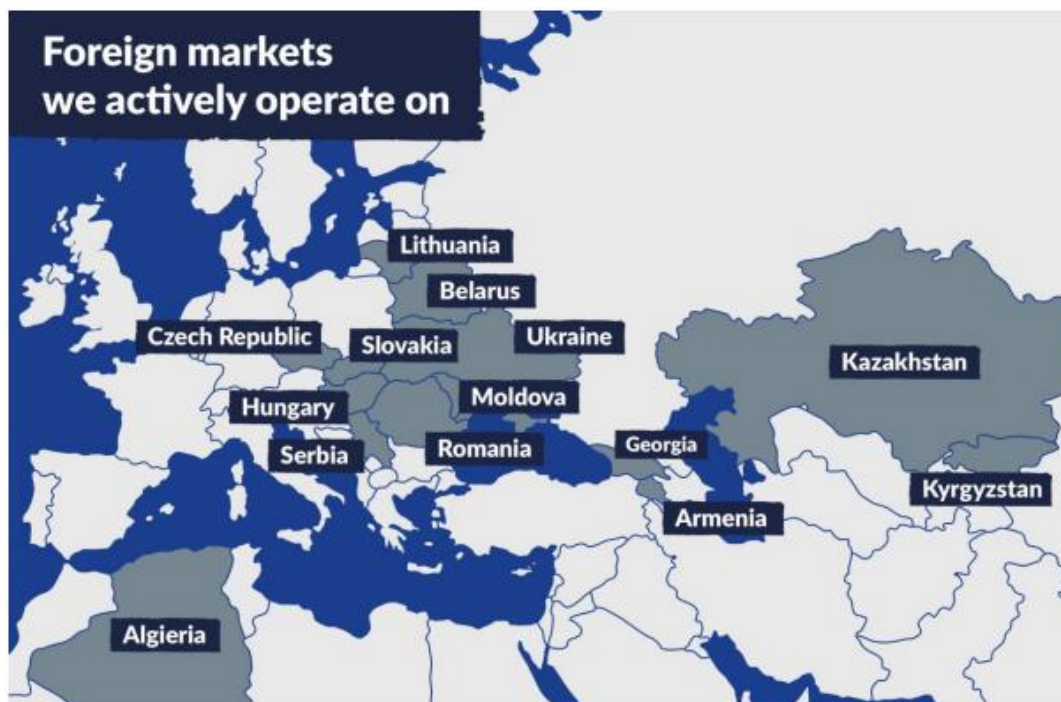 Foreign markets
we actively operate on
Lithuania
Belarus
Czech Republic
Slovakia
Ukraine
Kazakhstan
Hungary
Moldova
Serbia
Romania
Georgia
Kyrgyzstan
Armenia
Algieria